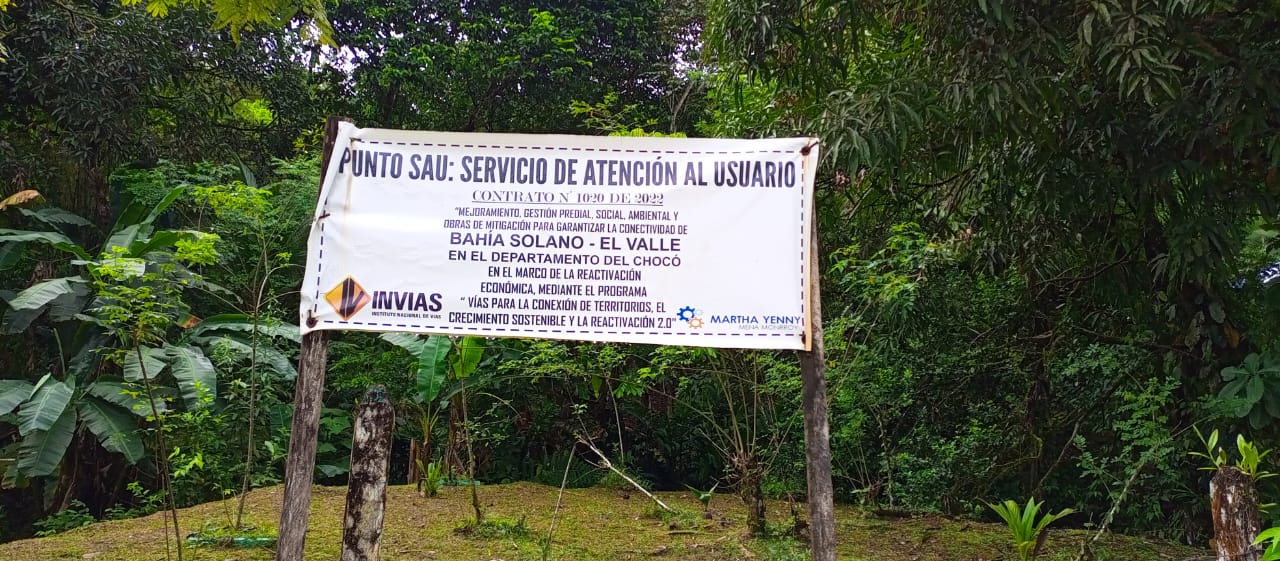 PUNTO SAU: SERVICIO DE ATENCIÓN AL USUARIO
CONTRATO N° 1020 DE 2022
"MEJORAMIENTO, GESTIÓN PREDIAL, SOCIAL, AMBIENTAL Y
OBRAS DE MITIGACIÓN PARA GARANTIZAR LA CONECTIVIDAD DE
BAHÍA SOLANO - EL VALLE
EN EL DEPARTAMENTO DEL CHOCÓ
EN EL MARCO DE LA REACTIVACIÓN
ECONÓMICA, MEDIANTE EL PROGRAMA
" VÍAS PARA LA CONEXIÓN DE TERRITORIOS, EL
CRECIMIENTO SOSTENIBLE Y LA REACTIVACIÓN 2.0"
INVIAS
INSTITUTO NACIONAL DE VÍAS
MARTHA YENNY
MENA MONROY